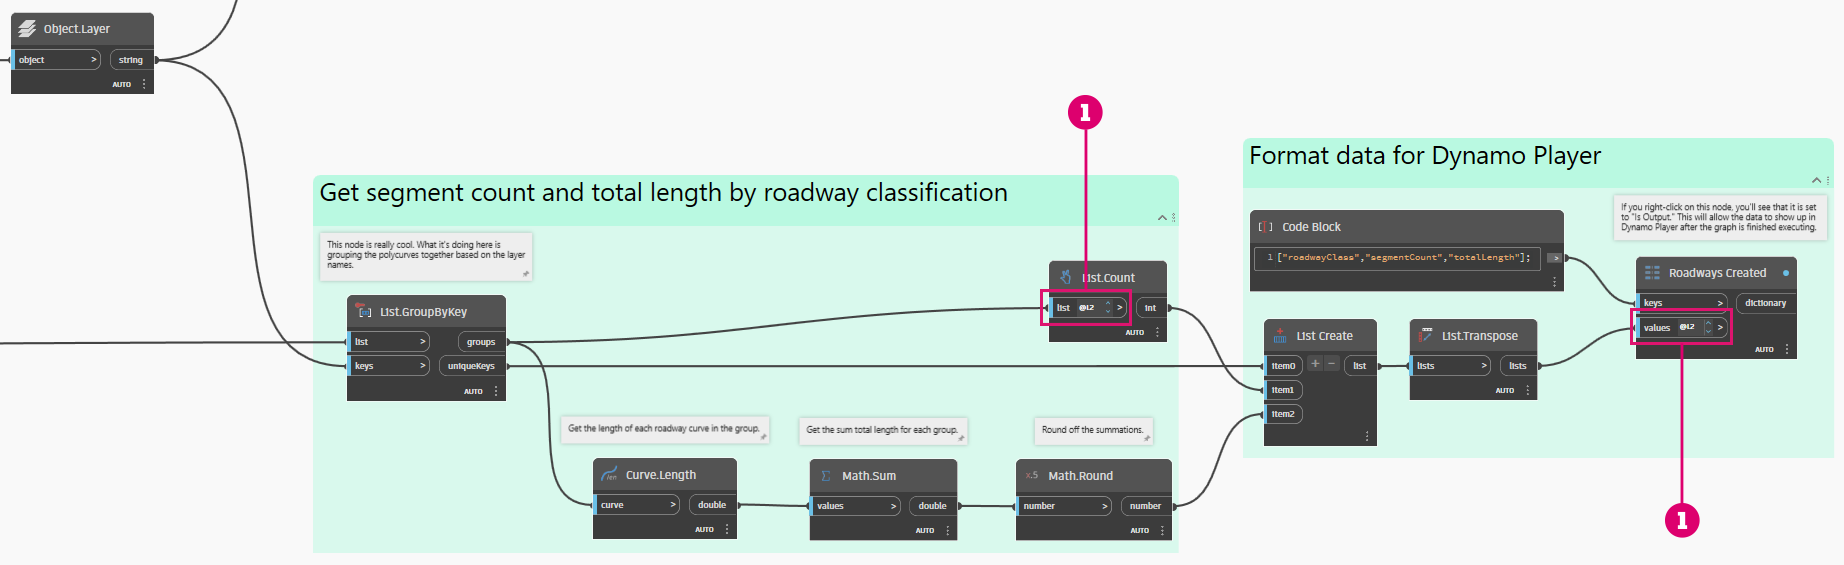 Object.Layer
object >
string
AUTO
1
Get segment count and total length by roadway classification
This node is really cool. What it's doing here is
grouping the polycurves together based on the layer
names.
List.GroupByKey
list >
groups
keys >
uniqueKeys
AUTO
List.Count
list @L2 >
int
AUTO
Get the length of each roadway curve in the group.
Curve.Length
curve >
double
AUTO
Get the sum total length for each group.
Math.Sum
values >
double
AUTO
Round off the summations.
Math.Round
number >
number
AUTO
Format data for Dynamo Player
If you right-click on this node, you'll see that it is set
to "Is Output." This will allow the data to show up in
Dynamo Player after the graph is finished executing.
Code Block
1 ["roadwayClass","segmentCount","totalLength"];
>
List Create
item0
+
−
list
item1
item2
List.Transpose
lists >
lists
AUTO
Roadways Created
keys >
dictionary
values @L2 >
AUTO
1